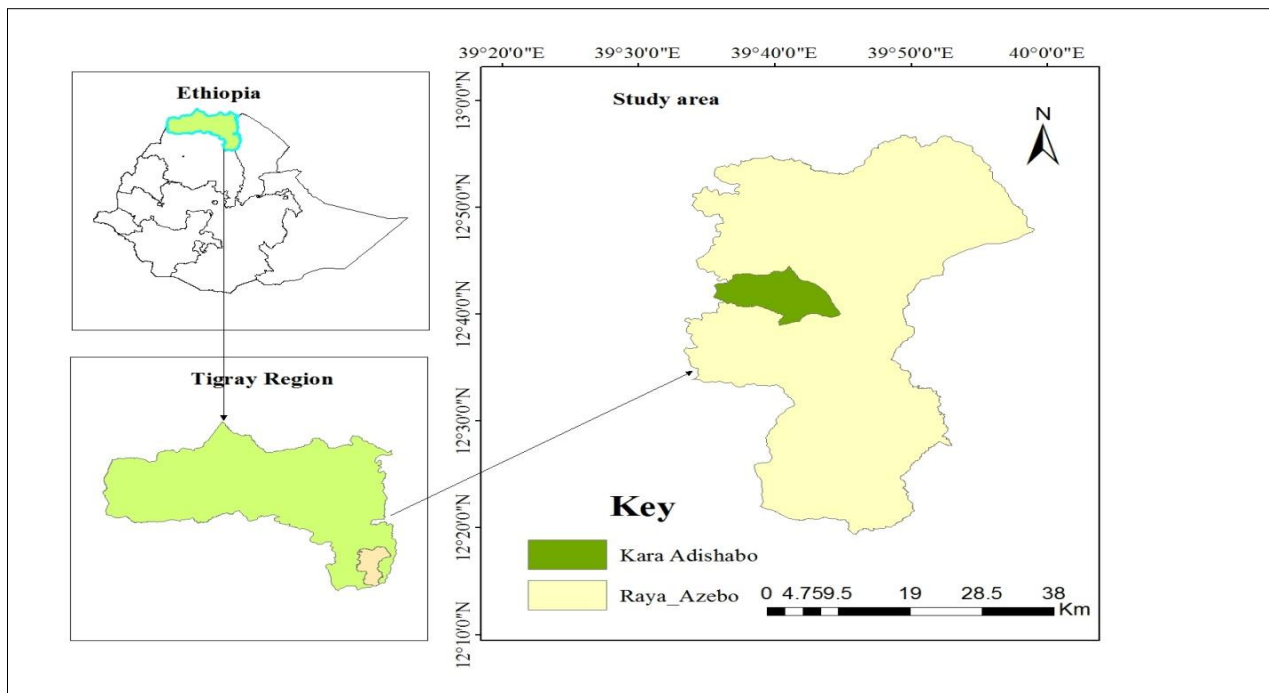 Ethiopia
Tigray Region
39°20'0"E 39°30'0"E 39°40'0"E 39°50'0"E 40°0'0"E
Study area
N
13°0'0"N
12°50'0"N
12°40'0"N
12°30'0"N
12°20'0"N
12°10'0"N
Key
Kara Adishabo
Raya_Azebo
0 4.759.5 19 28.5 38
Km